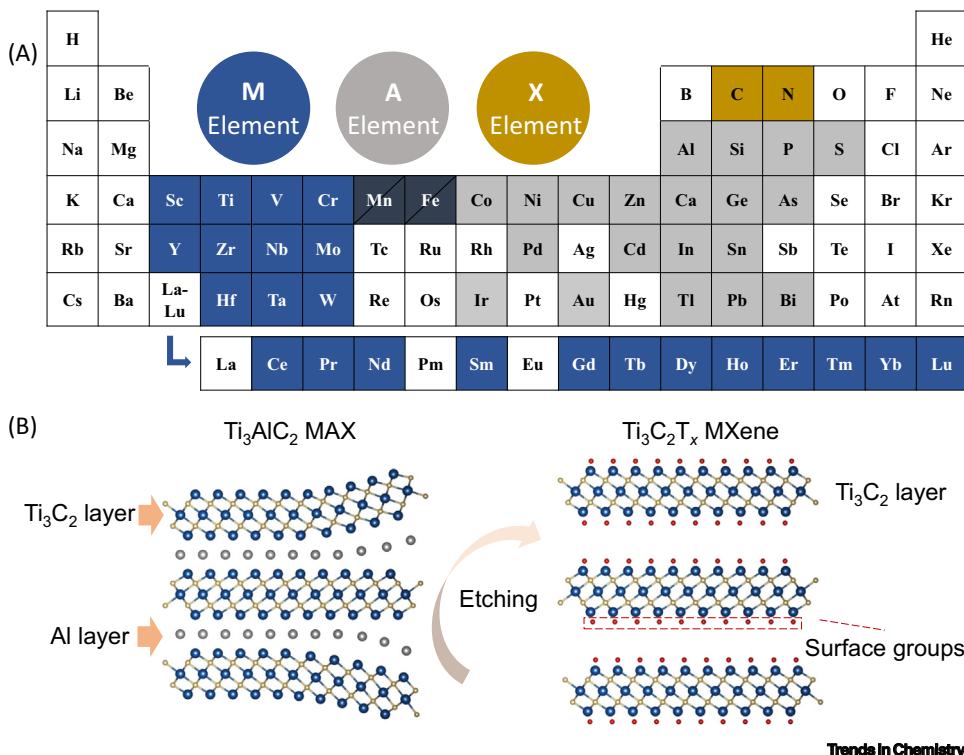 (A)
H He
M Element A Element X Element
Li Be B C N O F Ne
Na Mg Al Si P S Cl Ar
K Ca Sc Ti V Cr Mn Fe Co Ni Cu Zn Ca Ge As Se Br Kr
Rb Sr Y Zr Nb Mo Tc Ru Rh Pd Ag Cd In Sn Sb Te I Xe
Cs Ba La-Lu Hf Ta W Re Os Ir Pt Au Hg Tl Pb Bi Po At Rn
La Ce Pr Nd Pm Sm Eu Gd Tb Dy Ho Er Tm Yb Lu
(B)
Ti₃AlC₂ MAX
Ti₃C₂Tₓ MXene
Ti₃C₂ layer
Ti₃C₂ layer
Etching
Al layer
Surface groups
Trends in Chemistry